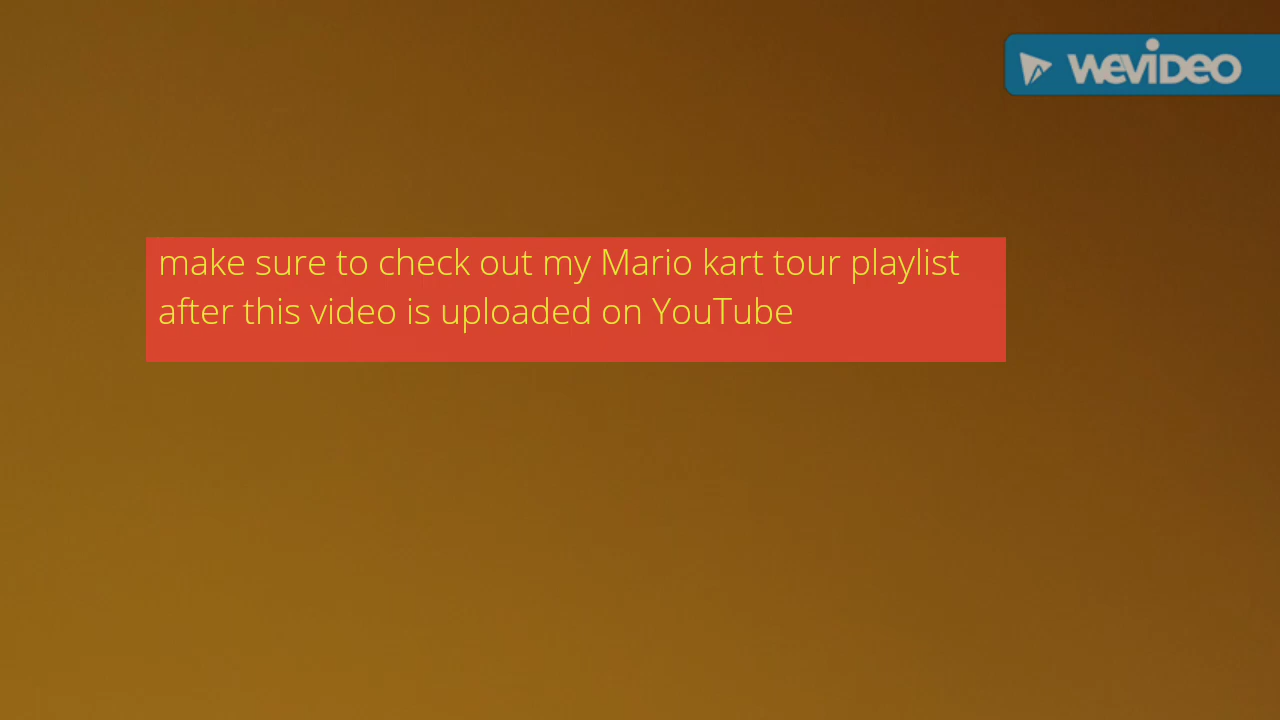 WEVIDEO
make sure to check out my Mario kart tour playlist
after this video is uploaded on YouTube